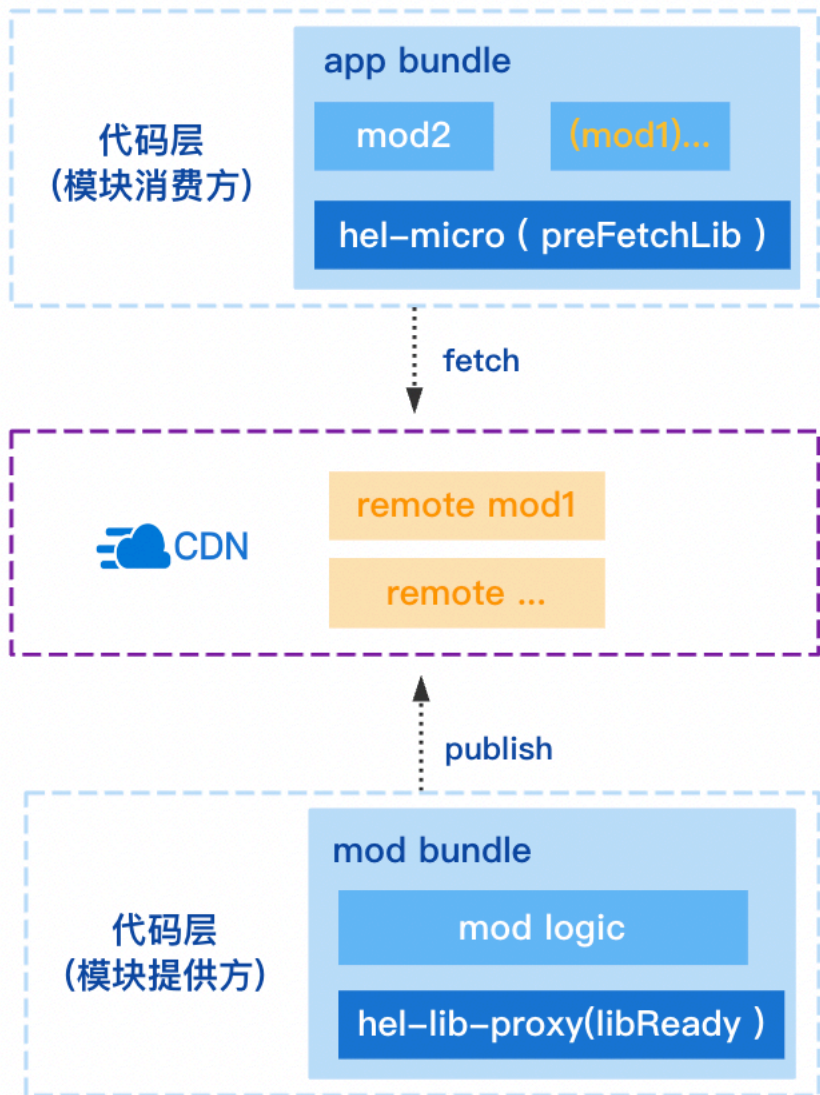 app bundle
代码层
(模块消费方)
mod2
(mod1)...
hel-micro ( preFetchLib )
fetch
CDN
remote mod1
remote ...
publish
mod bundle
代码层
(模块提供方)
mod logic
hel-lib-proxy(libReady )